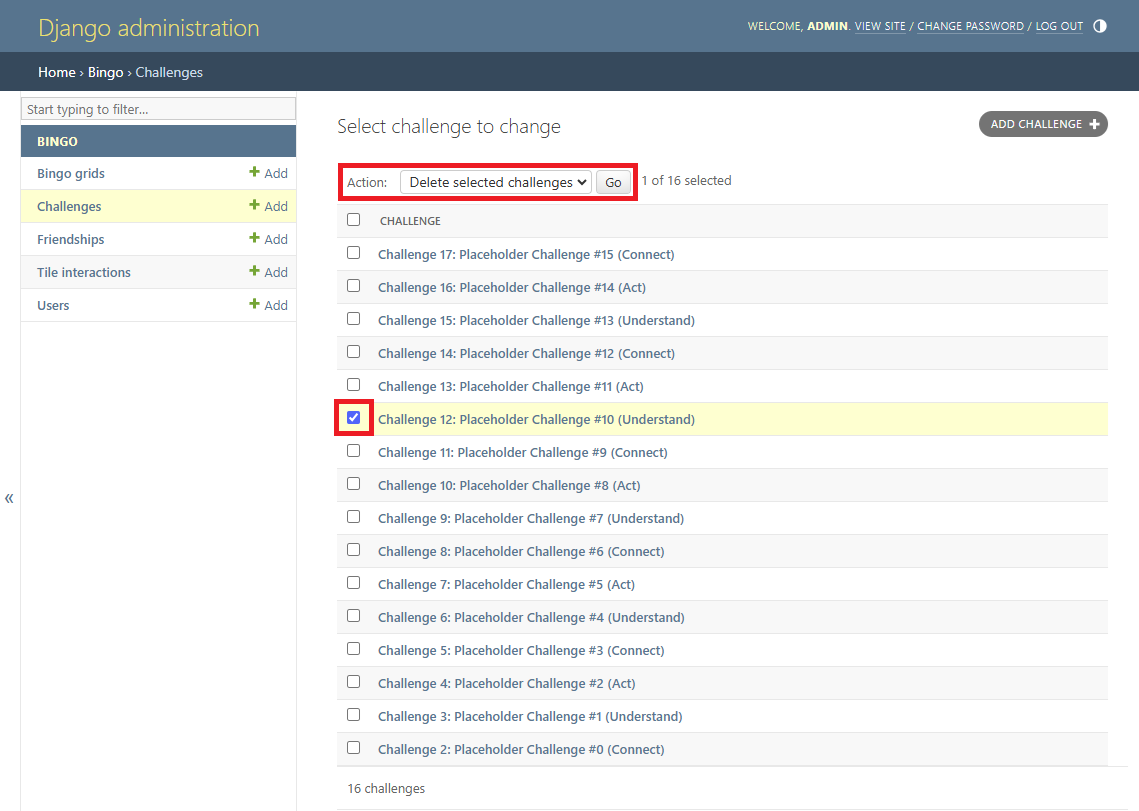 Django administration
WELCOME, ADMIN. VIEW SITE / CHANGE PASSWORD / LOG OUT
Home › Bingo › Challenges
Start typing to filter...
BINGO
Bingo grids + Add
Challenges + Add
Friendships + Add
Tile interactions + Add
Users + Add
«
Select challenge to change
ADD CHALLENGE +
Action: Delete selected challenges Go 1 of 16 selected
CHALLENGE
Challenge 17: Placeholder Challenge #15 (Connect)
Challenge 16: Placeholder Challenge #14 (Act)
Challenge 15: Placeholder Challenge #13 (Understand)
Challenge 14: Placeholder Challenge #12 (Connect)
Challenge 13: Placeholder Challenge #11 (Act)
Challenge 12: Placeholder Challenge #10 (Understand)
Challenge 11: Placeholder Challenge #9 (Connect)
Challenge 10: Placeholder Challenge #8 (Act)
Challenge 9: Placeholder Challenge #7 (Understand)
Challenge 8: Placeholder Challenge #6 (Connect)
Challenge 7: Placeholder Challenge #5 (Act)
Challenge 6: Placeholder Challenge #4 (Understand)
Challenge 5: Placeholder Challenge #3 (Connect)
Challenge 4: Placeholder Challenge #2 (Act)
Challenge 3: Placeholder Challenge #1 (Understand)
Challenge 2: Placeholder Challenge #0 (Connect)
16 challenges